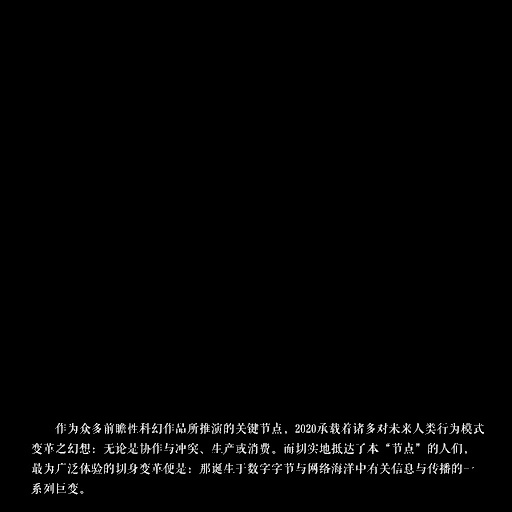 作为众多前瞻性科幻作品所推演的关键节点，2020承载着诸多对未来人类行为模式
变革之幻想：无论是协作与冲突、生产或消费。而切实地抵达了本“节点”的人们，
最为广泛体验的切身变革便是：那诞生于数字字节与网络海洋中有关信息与传播的一
系列巨变。